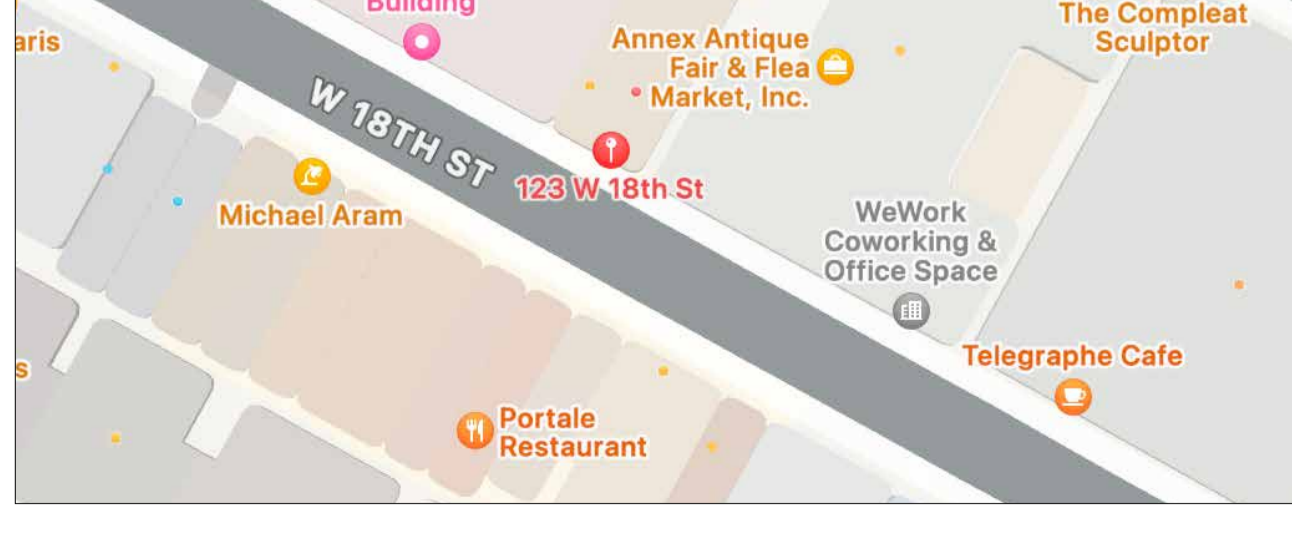 Building
The Compleat
Sculptor
aris
Annex Antique
Fair & Flea
Market, Inc.
W 18TH ST
123 W 18th St
Michael Aram
WeWork
Coworking &
Office Space
Telegraphe Cafe
s
Portale
Restaurant